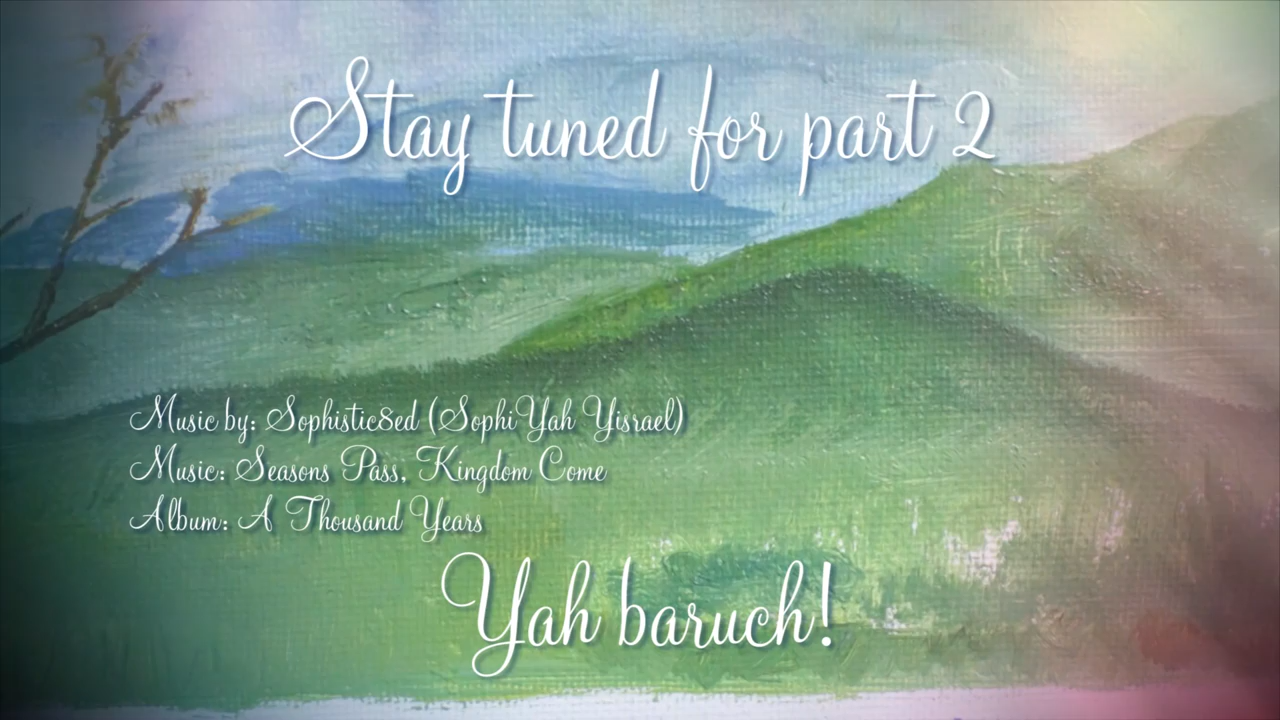 Stay tuned for part 2
Music by: Sophistic8ed (SophiYah Yisrael)
Music: Seasons Pass, Kingdom Come
Album: A Thousand Years
Yah baruch!